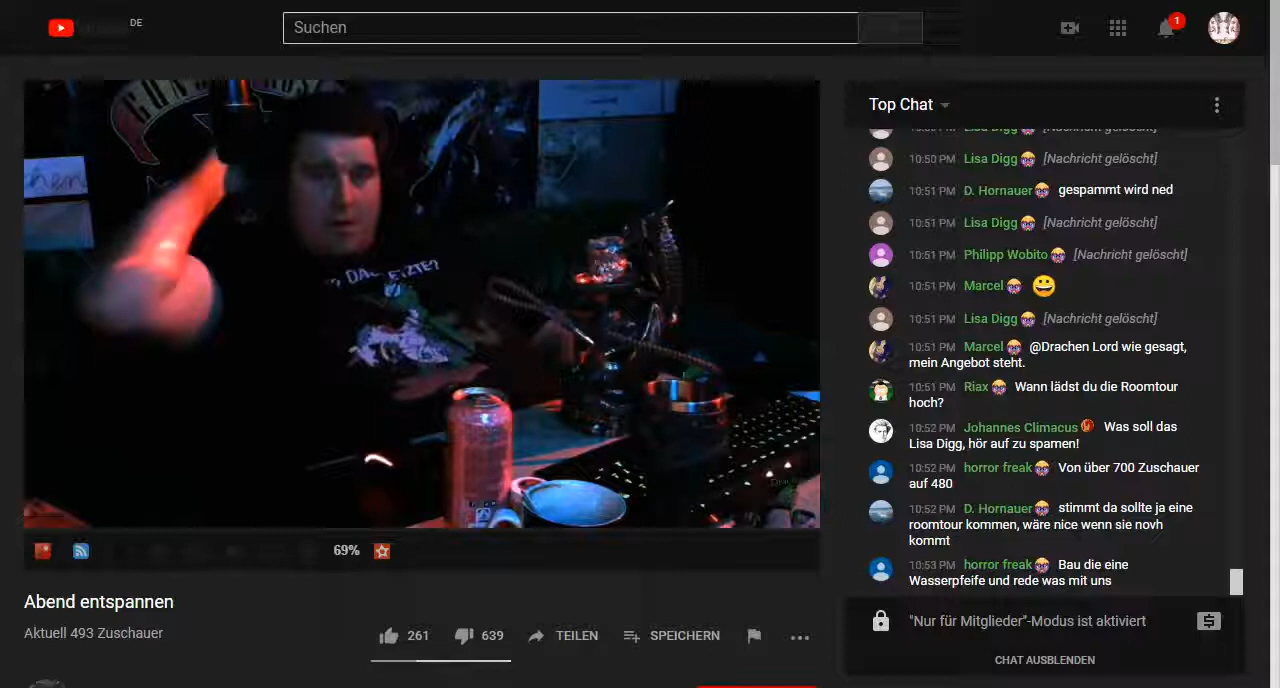 DE
Suchen
1
Top Chat
10:50 PM Lisa Digg [Nachricht gelöscht]
10:51 PM D. Hornauer gespammt wird ned
10:51 PM Lisa Digg [Nachricht gelöscht]
10:51 PM Philipp Wobito [Nachricht gelöscht]
10:51 PM Marcel 😀
10:51 PM Lisa Digg [Nachricht gelöscht]
10:51 PM Marcel @Drachen Lord wie gesagt,
mein Angebot steht.
10:51 PM Riax Wann lädst du die Roomtour
hoch?
10:52 PM Johannes Climacus Was soll das
Lisa Digg, hör auf zu spamen!
10:52 PM horror freak Von über 700 Zuschauer
auf 480
10:52 PM D. Hornauer stimmt da sollte ja eine
roomtour kommen, wäre nice wenn sie novh
kommt
10:53 PM horror freak Bau die eine
Wasserpfeife und rede was mit uns
"Nur für Mitglieder"-Modus ist aktiviert
CHAT AUSBLENDEN
69%
Abend entspannen
Aktuell 493 Zuschauer
261 639 TEILEN SPEICHERN